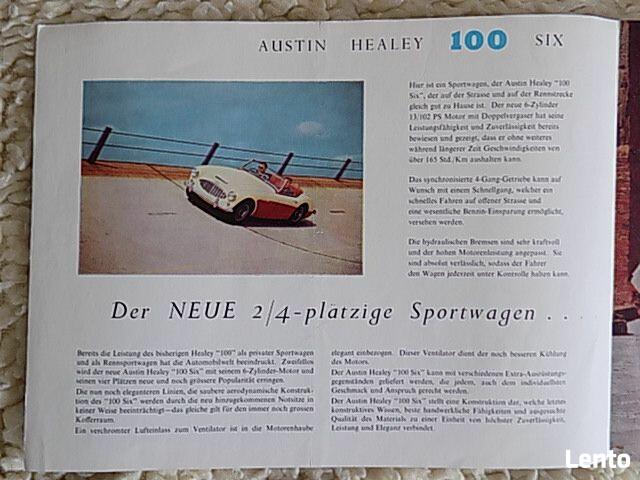 AUSTIN HEALEY 100 SIX
Hier ist ein Sportwagen, der Austin Healey "100
Six", der auf der Strasse und auf der Rennstrecke
gleich gut zu Hause ist. Der neue 6-Zylinder
13/102 PS Motor mit Doppelvergaser hat seine
Leistungsfähigkeit und Zuverlässigkeit bereits
bewiesen und gezeigt, dass er ohne weiteres
während längerer Zeit Geschwindigkeiten von
über 165 Std./Km aushalten kann.
Das synchronisierte 4-Gang-Getriebe kann auf
Wunsch mit einem Schnellgang, welcher ein
schnelles Fahren auf offener Strasse und
eine wesentliche Benzin-Einsparung ermöglicht,
versehen werden.
Die hydraulischen Bremsen sind sehr kraftvoll
und der hohen Motorenleistung angepasst. Sie
sind absolut verlässlich, sodass der Fahrer
den Wagen jederzeit unter Kontrolle halten kann.
Der NEUE 2/4-plätzige Sportwagen . . .
Bereits die Leistung des bisherigen Healey "100" als privater Sportwagen
und als Rennsportwagen hat die Automobilwelt beeindruckt. Zweifellos
wird der neue Austin Healey "100 Six" mit seinem 6-Zylinder-Motor und
seinen vier Plätzen neue und noch grössere Popularität erringen.
Die nun noch eleganteren Linien, die saubere aerodynamische Konstruk-
tion des "100 Six" werden durch die neu hinzugekommenen Notsitze in
keiner Weise beeinträchtigt—das gleiche gilt für den immer noch grossen
Kofferraum.
Ein verchromter Lufteinlass zum Ventilator ist in die Motorenhaube
elegant einbezogen. Dieser Ventilator dient der noch besseren Kühlung
des Motors.
Der Austin Healey "100 Six" kann mit verschiedenen Extra-Ausrüstungs-
gegenständen geliefert werden, die jedem, auch dem individuellsten
Geschmack und Anspruch gerecht werden.
Der Austin Healey "100 Six" stellt eine Konstruktion dar, welche letztes
konstruktives Wissen, beste handwerkliche Fähigkeiten und ausgesuchte
Qualität des Materials zu einer Einheit von höchster Zuverlässigkeit,
Leistung und Eleganz verbindet.
Lento